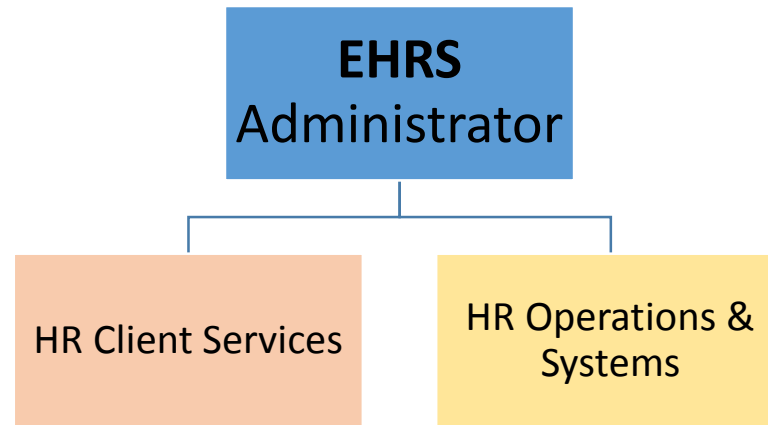 EHRS
Administrator
HR Client Services
HR Operations &
Systems